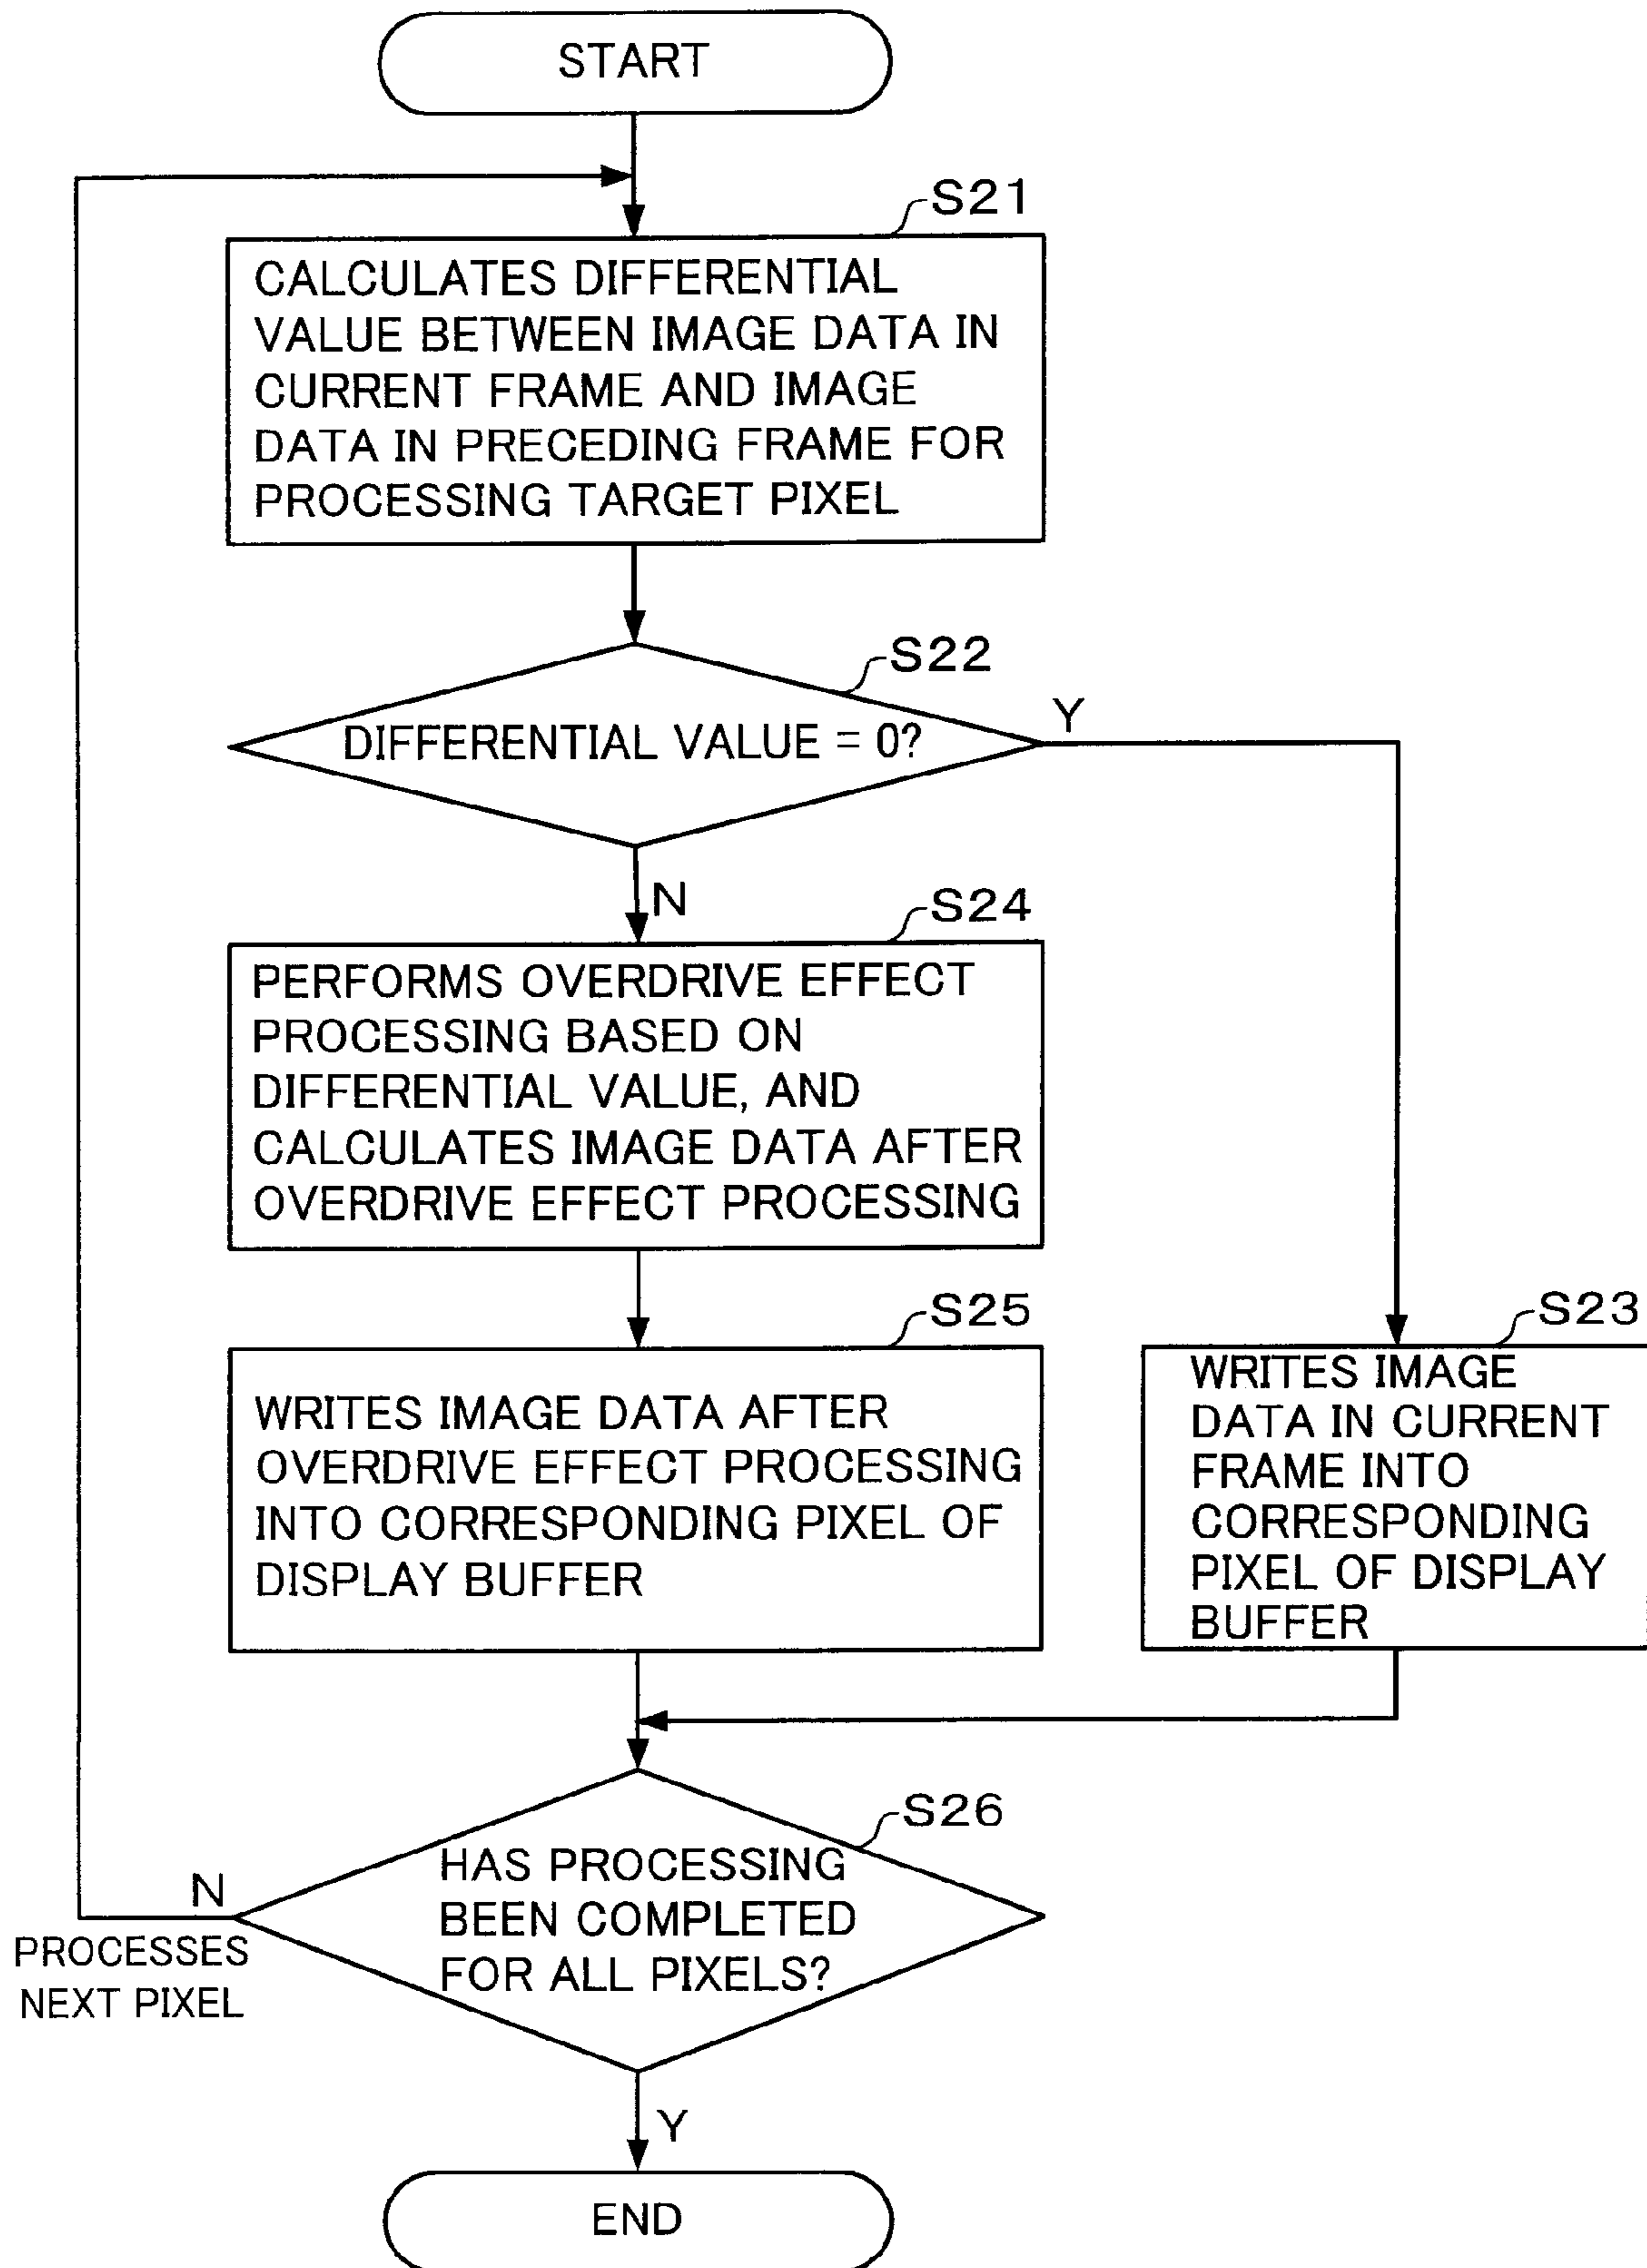 START
S21
CALCULATES DIFFERENTIAL
VALUE BETWEEN IMAGE DATA IN
CURRENT FRAME AND IMAGE
DATA IN PRECEDING FRAME FOR
PROCESSING TARGET PIXEL
S22
DIFFERENTIAL VALUE = 0?
Y
N
S24
PERFORMS OVERDRIVE EFFECT
PROCESSING BASED ON
DIFFERENTIAL VALUE, AND
CALCULATES IMAGE DATA AFTER
OVERDRIVE EFFECT PROCESSING
S25
WRITES IMAGE DATA AFTER
OVERDRIVE EFFECT PROCESSING
INTO CORRESPONDING PIXEL OF
DISPLAY BUFFER
S23
WRITES IMAGE
DATA IN CURRENT
FRAME INTO
CORRESPONDING
PIXEL OF DISPLAY
BUFFER
S26
HAS PROCESSING
BEEN COMPLETED
FOR ALL PIXELS?
N
PROCESSES
NEXT PIXEL
Y
END